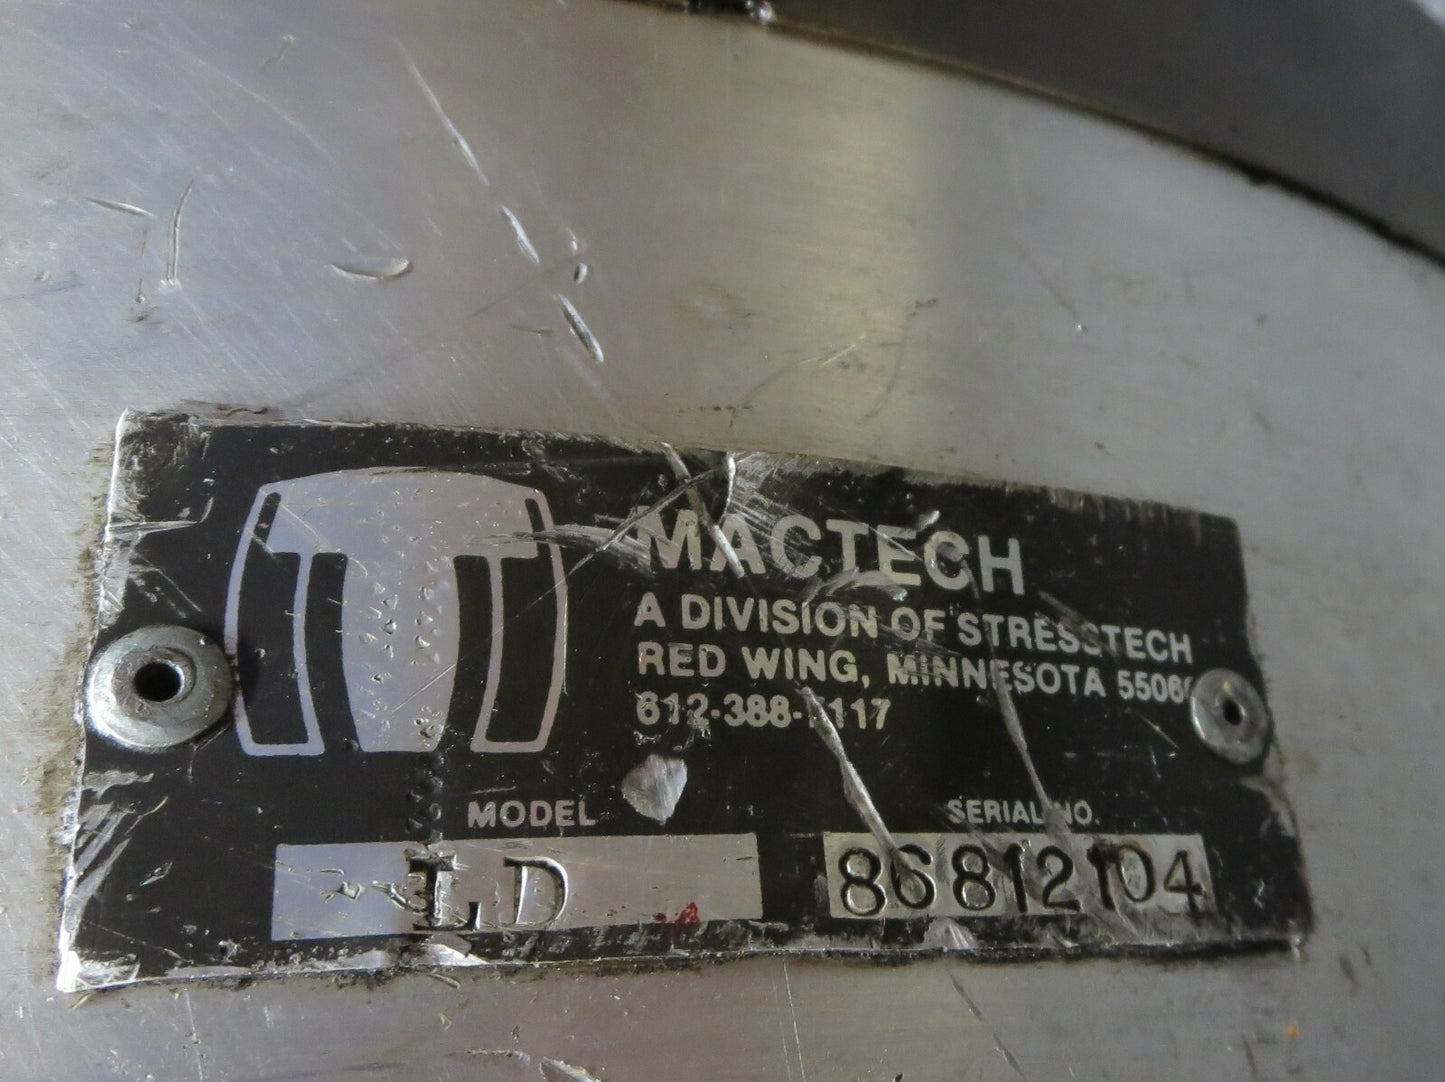 MACTECH
A DIVISION OF STRESSTECH
RED WING, MINNESOTA
MODEL
SERIAL NO.
LD
86812104